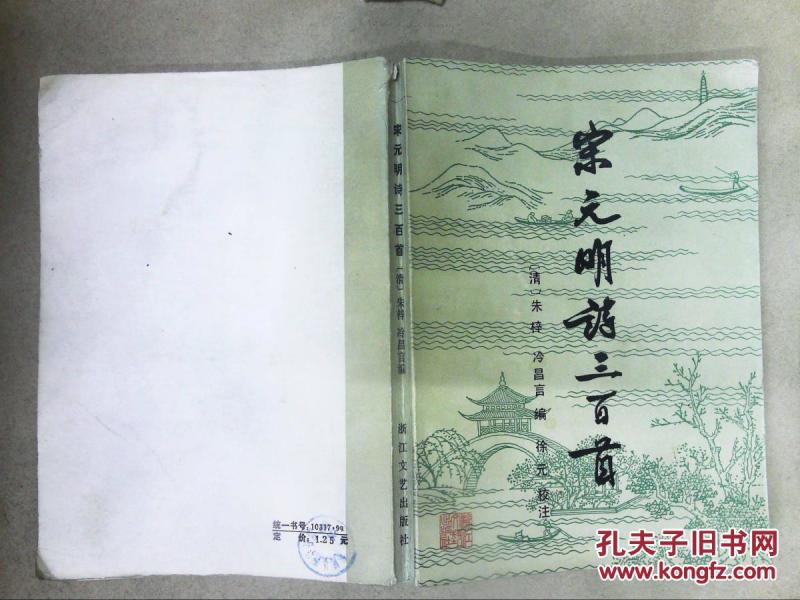 宋元明诗三百首
〔清〕朱梓 冷昌言 编 徐元 校注
宋元明诗三百首 〔清〕朱梓 冷昌言编 浙江文艺出版社
统一书号:10317·99
定 价:1.25 元
孔夫子旧书网
www.kongfz.com